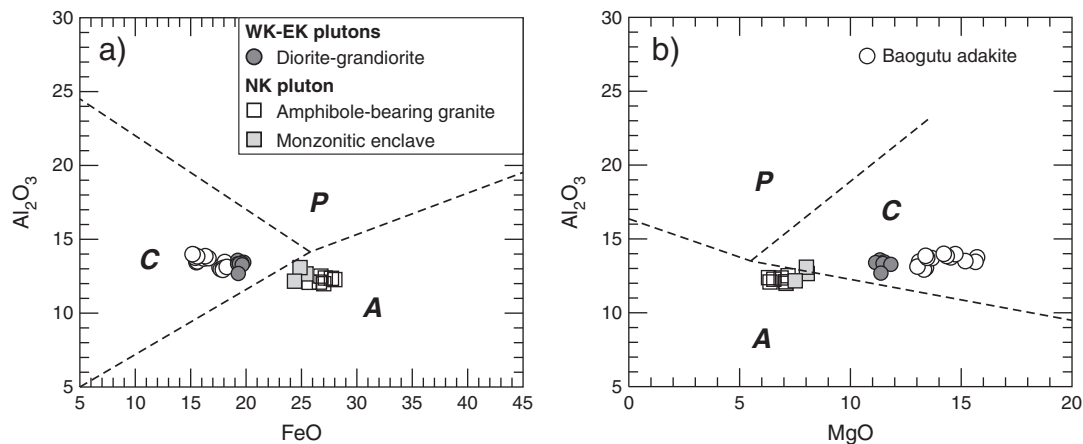 a)
WK-EK plutons
Diorite-grandiorite
NK pluton
Amphibole-bearing granite
Monzonitic enclave
P
C
A
30
25
20
15
10
5
Al₂O₃
5 10 15 20 25 30 35 40 45
FeO
b)
Baogutu adakite
P
C
A
30
25
20
15
10
5
Al₂O₃
0 5 10 15 20
MgO